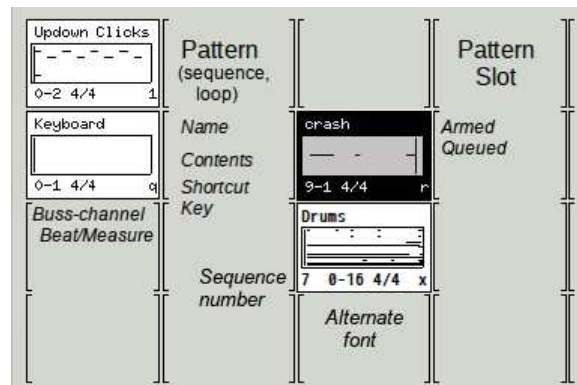 Updown Clicks
0-2 4/4 1
Pattern
(sequence,
loop)
Pattern
Slot
Keyboard
0-1 4/4 q
Name
Contents
Shortcut
Key
crash
9-1 4/4 r
Armed
Queued
Buss-channel
Beat/Measure
Sequence
number
Drums
7 0-16 4/4 x
Alternate
font